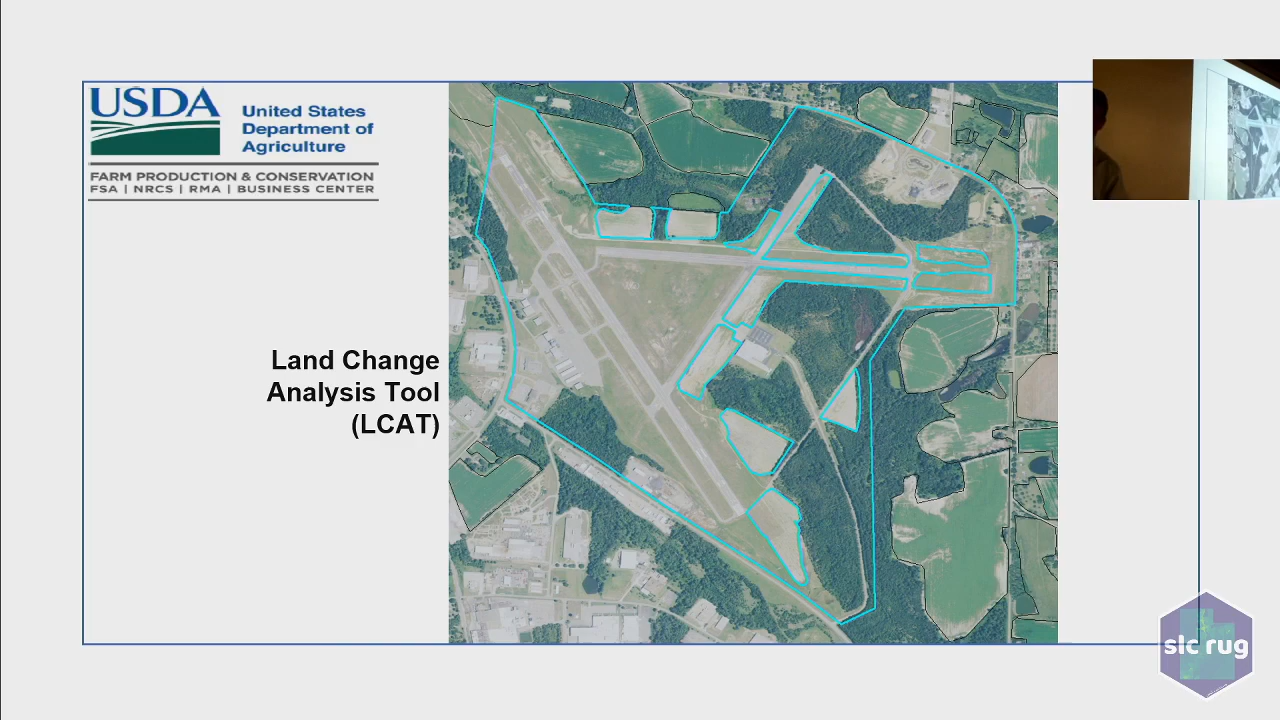 USDA
United States
Department of
Agriculture
FARM PRODUCTION & CONSERVATION
FSA | NRCS | RMA | BUSINESS CENTER
Land Change
Analysis Tool
(LCAT)
slc rug